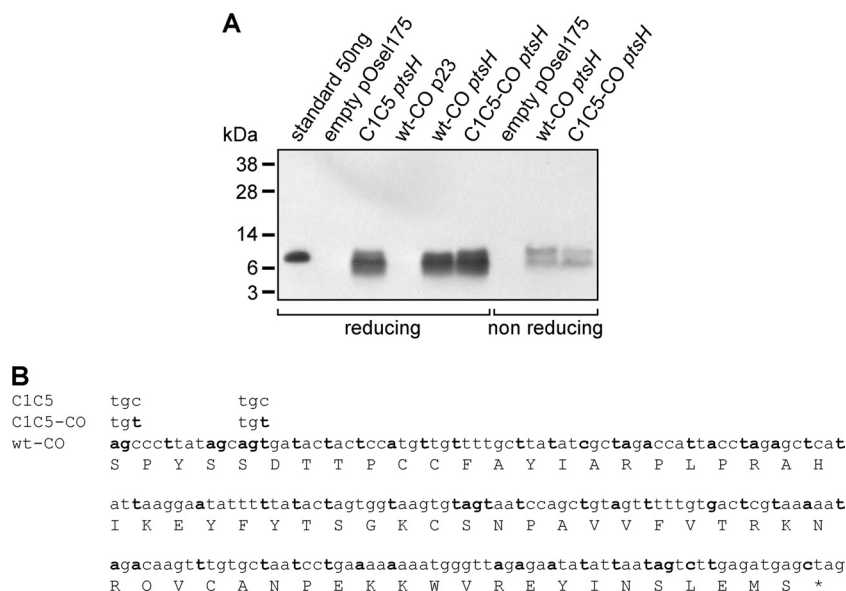 A
standard 50ng
empty pOsel175
C1C5 ptsH
wt-CO p23
wt-CO ptsH
C1C5-CO ptsH
empty pOsel175
wt-CO ptsH
C1C5-CO ptsH
kDa
38
28
14
6
3
reducing non reducing
B
C1C5 tgc tgc
C1C5-CO tgt tgt
wt-CO agcccttatagcagtgatactactccatgttgttttgcttatatcgctagaccattacctagagctcat
S P Y S S D T T P C C F A Y I A R P L P R A H
attaaggaatatttttatactagtggtaagtgtagtaatccagctgtagtttttgtgactcgtaaaaat
I K E Y F Y T S G K C S N P A V V F V T R K N
agacaagtttgtgctaatcctgaaaaaaaatgggttagagaatatattaatagtcttgagatgagctag
R Q V C A N P E K K W V R E Y I N S L E M S *